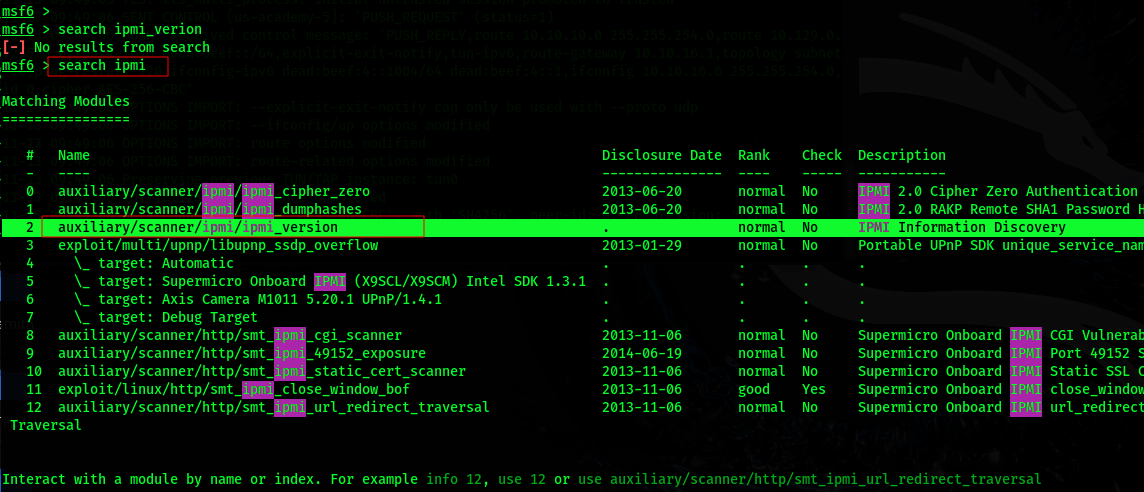 msf6 >
msf6 > search ipmi_verion
[-] No results from search
msf6 > search ipmi
Matching Modules
================
# Name Disclosure Date Rank Check Description
- ---- --------------- ---- ----- -----------
0 auxiliary/scanner/ipmi/ipmi_cipher_zero 2013-06-20 normal No IPMI 2.0 Cipher Zero Authentication
1 auxiliary/scanner/ipmi/ipmi_dumphashes 2013-06-20 normal No IPMI 2.0 RAKP Remote SHA1 Password H
2 auxiliary/scanner/ipmi/ipmi_version . normal No IPMI Information Discovery
3 exploit/multi/upnp/libupnp_ssdp_overflow 2013-01-29 normal No Portable UPnP SDK unique_service_nam
4 \_ target: Automatic . . . .
5 \_ target: Supermicro Onboard IPMI (X9SCL/X9SCM) Intel SDK 1.3.1 . . . .
6 \_ target: Axis Camera M1011 5.20.1 UPnP/1.4.1 . . . .
7 \_ target: Debug Target . . . .
8 auxiliary/scanner/http/smt_ipmi_cgi_scanner 2013-11-06 normal No Supermicro Onboard IPMI CGI Vulnerab
9 auxiliary/scanner/http/smt_ipmi_49152_exposure 2014-06-19 normal No Supermicro Onboard IPMI Port 49152 S
10 auxiliary/scanner/http/smt_ipmi_static_cert_scanner 2013-11-06 normal No Supermicro Onboard IPMI Static SSL C
11 exploit/linux/http/smt_ipmi_close_window_bof 2013-11-06 good Yes Supermicro Onboard IPMI close_window
12 auxiliary/scanner/http/smt_ipmi_url_redirect_traversal 2013-11-06 normal No Supermicro Onboard IPMI url_redirect
Traversal
Interact with a module by name or index. For example info 12, use 12 or use auxiliary/scanner/http/smt_ipmi_url_redirect_traversal